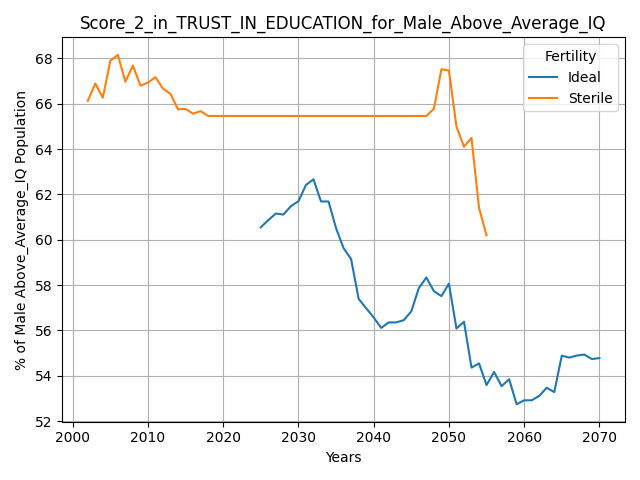 Score_2_in_TRUST_IN_EDUCATION_for_Male_Above_Average_IQ
Fertility
Ideal
Sterile
% of Male Above_Average_IQ Population
68
66
64
62
60
58
56
54
52
2000 2010 2020 2030 2040 2050 2060 2070
Years